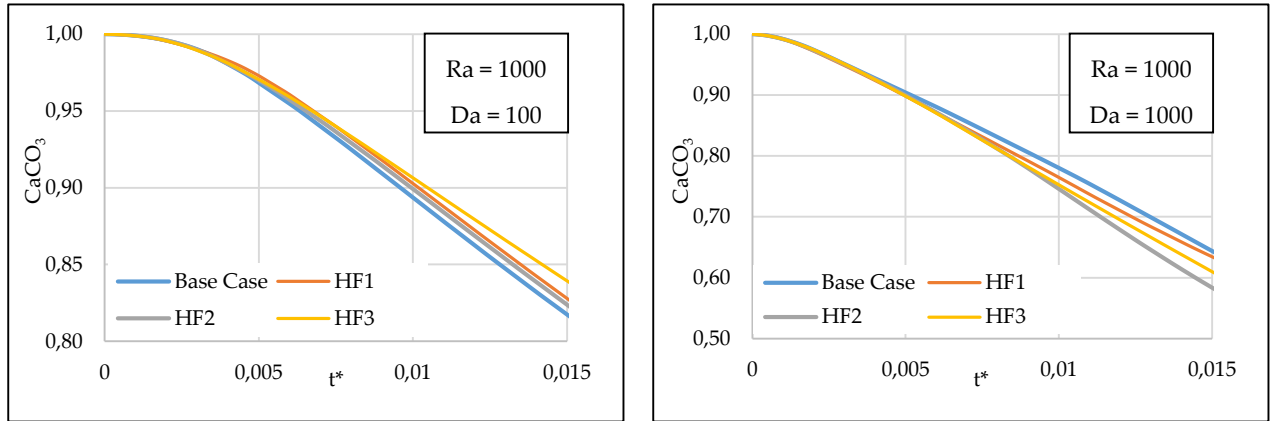 1,00
0,95
0,90
0,85
0,80
CaCO3
Ra = 1000
Da = 100
Base Case
HF1
HF2
HF3
0
0,005
0,01
0,015
t*
1,00
0,90
0,80
0,70
0,60
0,50
CaCO3
Ra = 1000
Da = 1000
Base Case
HF1
HF2
HF3
0
0,005
0,01
0,015
t*